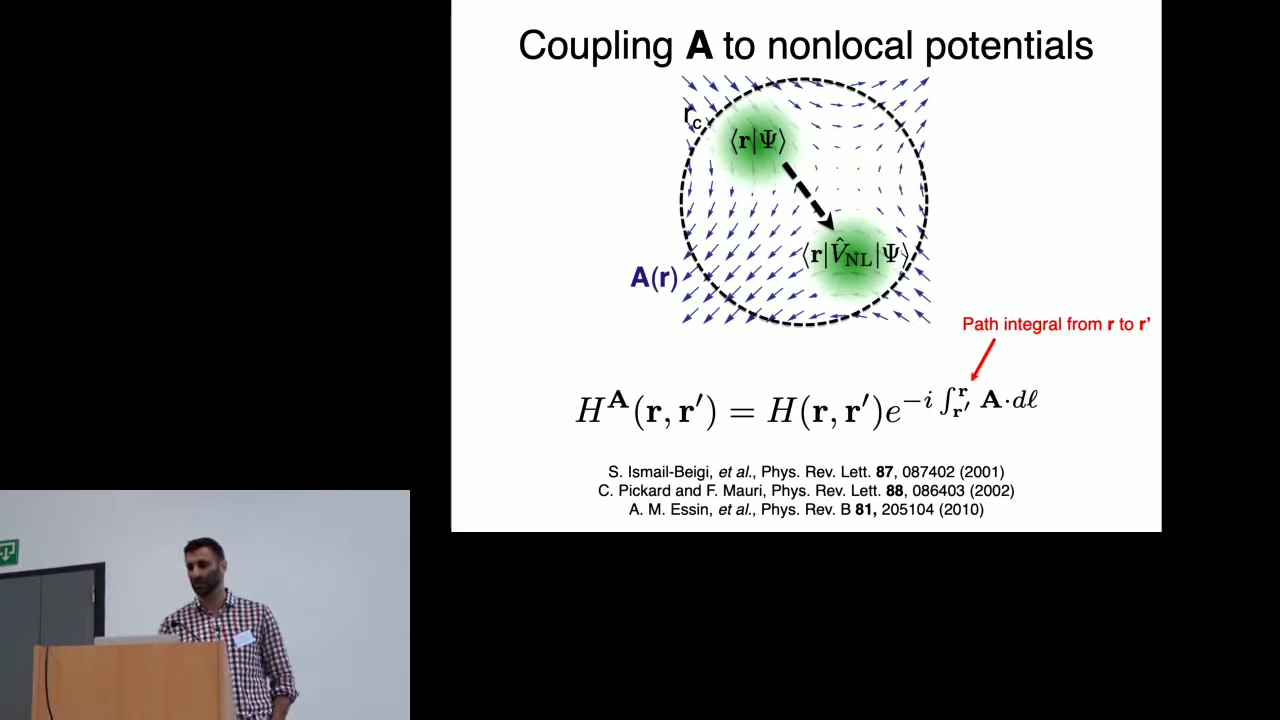 Coupling A to nonlocal potentials
r_c
⟨r|Ψ⟩
⟨r|V̂_NL|Ψ⟩
A(r)
Path integral from r to r’
H^A(r, r′) = H(r, r′)e^{−i ∫_{r′}^{r} A·dℓ}
S. Ismail-Beigi, et al., Phys. Rev. Lett. 87, 087402 (2001)
C. Pickard and F. Mauri, Phys. Rev. Lett. 88, 086403 (2002)
A. M. Essin, et al., Phys. Rev. B 81, 205104 (2010)